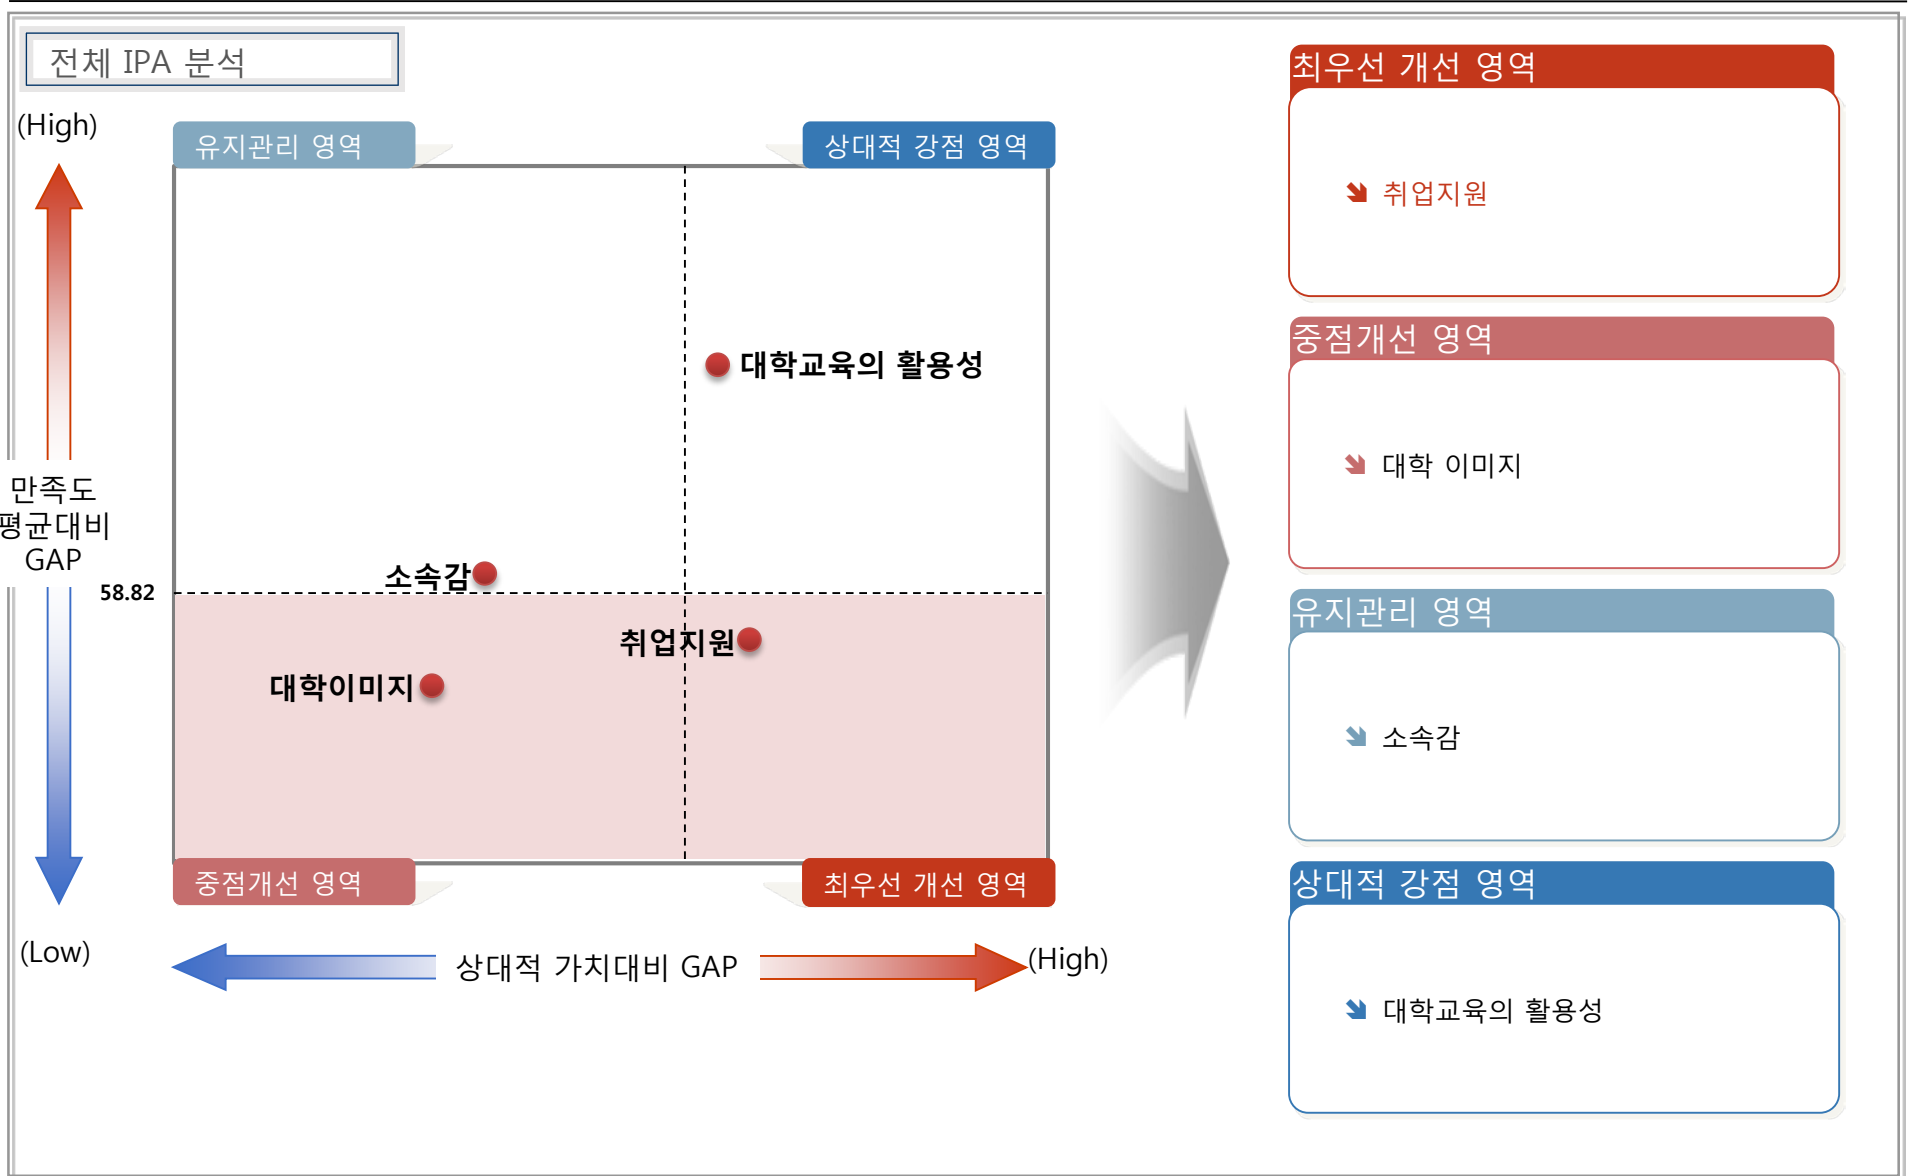 전체 IPA 분석
(High)
유지관리 영역
상대적 강점 영역
대학교육의 활용성
만족도
평균대비
GAP
소속감
58.82
취업지원
대학이미지
중점개선 영역
최우선 개선 영역
(Low)
상대적 가치대비 GAP
(High)
최우선 개선 영역
취업지원
중점개선 영역
대학 이미지
유지관리 영역
소속감
상대적 강점 영역
대학교육의 활용성